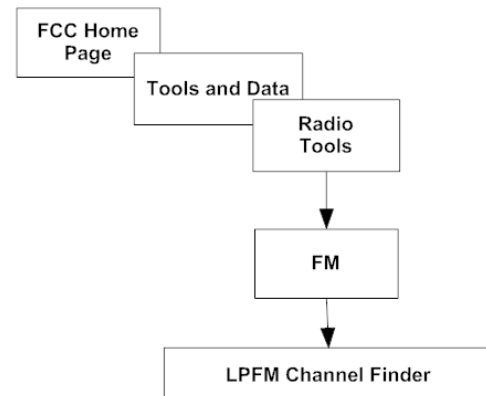 FCC Home
Page
Tools and Data
Radio
Tools
FM
LPFM Channel Finder